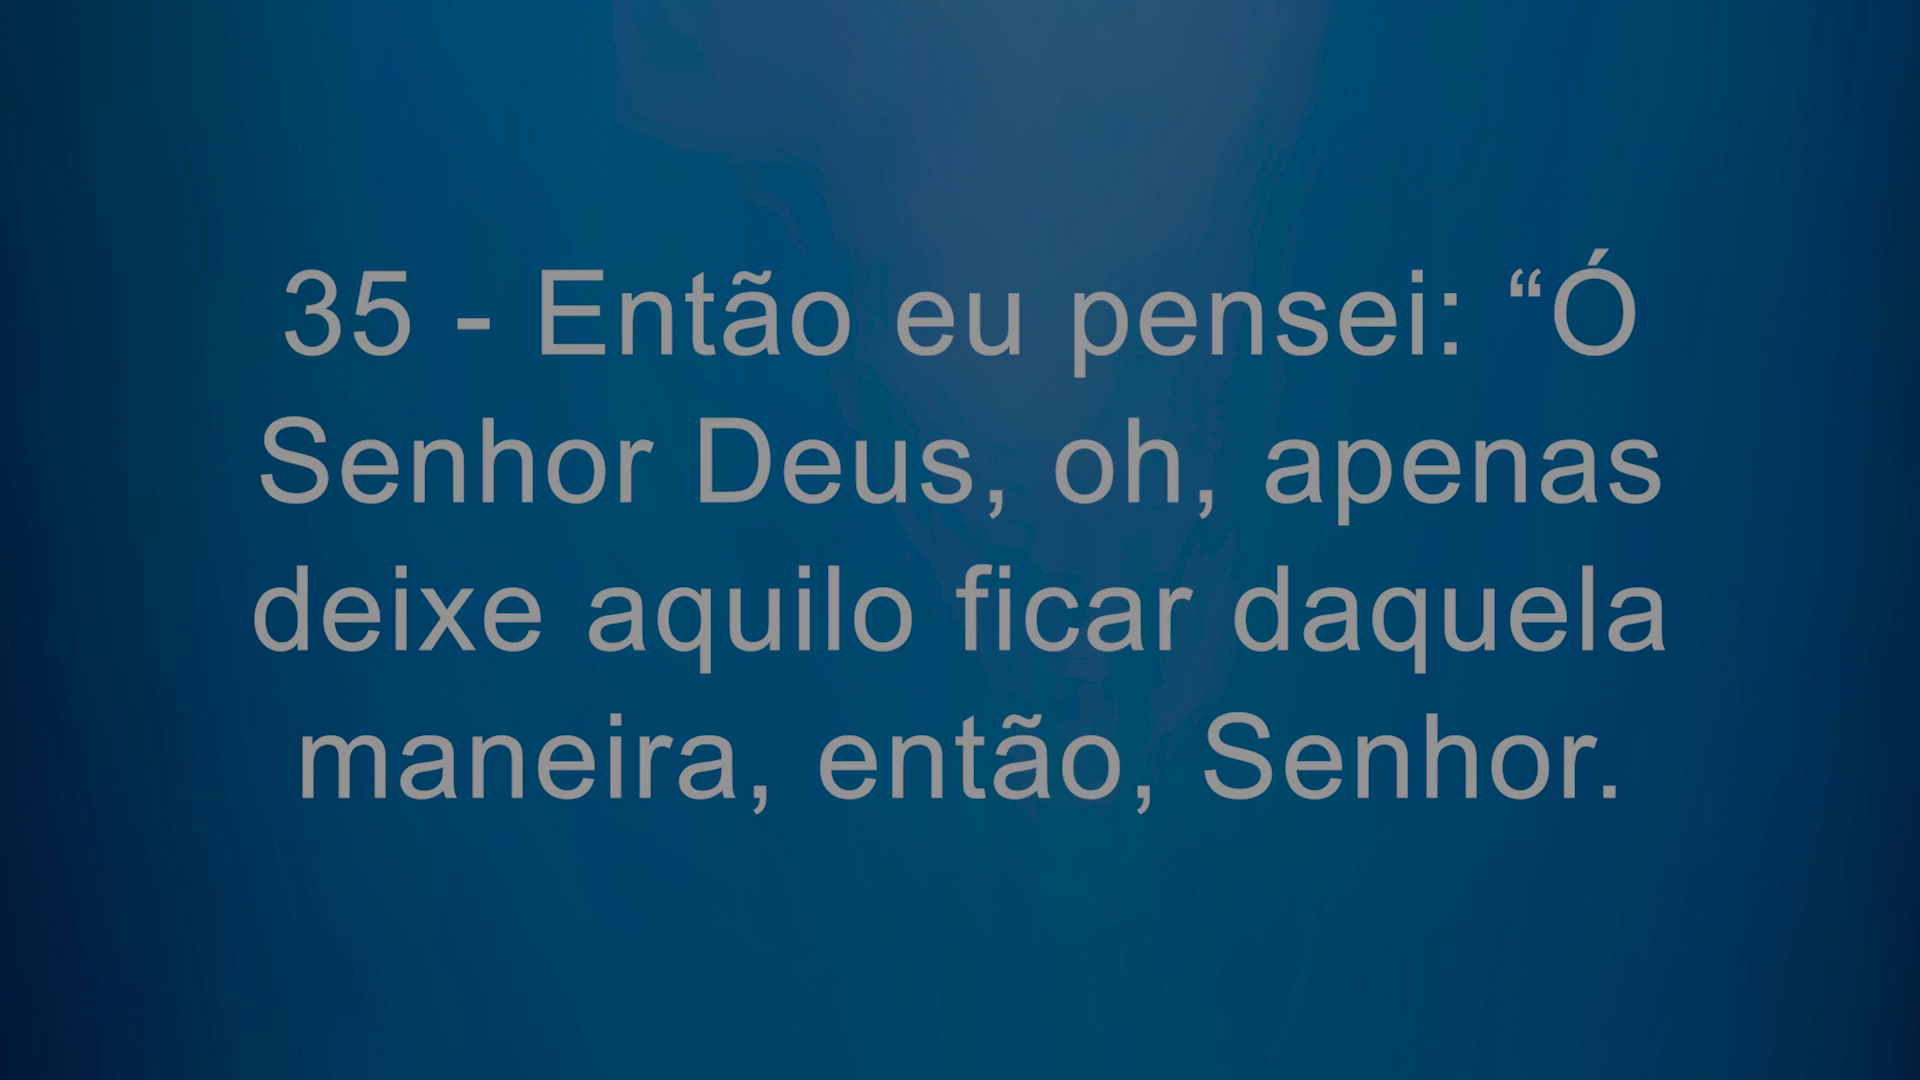 35 - Então eu pensei: “Ó
Senhor Deus, oh, apenas
deixe aquilo ficar daquela
maneira, então, Senhor.